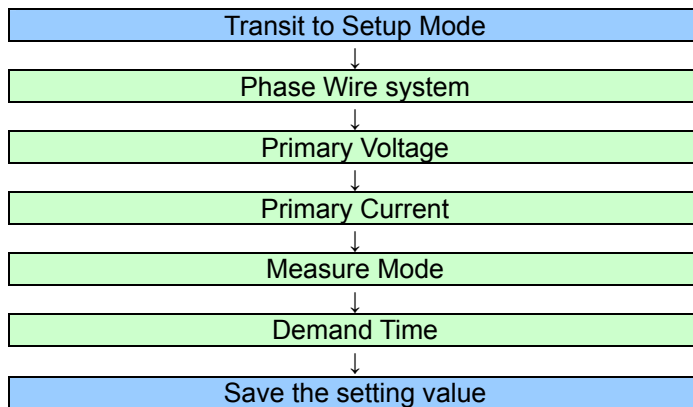 Transit to Setup Mode
↓
Phase Wire system
↓
Primary Voltage
↓
Primary Current
↓
Measure Mode
↓
Demand Time
↓
Save the setting value